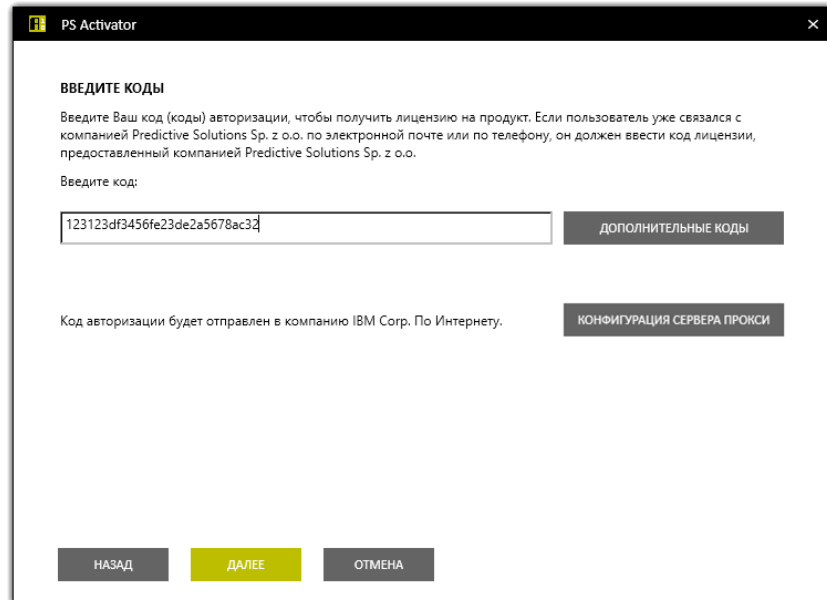 PS Activator
ВВЕДИТЕ КОДЫ
Введите Ваш код (коды) авторизации, чтобы получить лицензию на продукт. Если пользователь уже связался с
компанией Predictive Solutions Sp. z o.o. по электронной почте или по телефону, он должен ввести код лицензии,
предоставленный компанией Predictive Solutions Sp. z o.o.
Введите код:
123123df3456fe23de2a5678ac32
ДОПОЛНИТЕЛЬНЫЕ КОДЫ
Код авторизации будет отправлен в компанию IBM Corp. По Интернету.
КОНФИГУРАЦИЯ СЕРВЕРА ПРОКСИ
НАЗАД
ДАЛЕЕ
ОТМЕНА